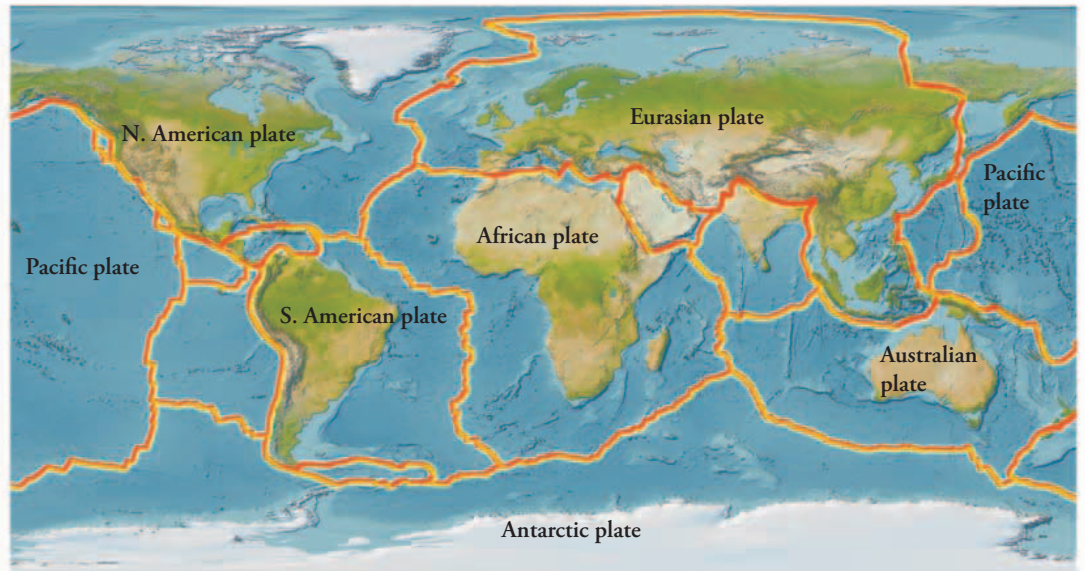 N. American plate
Eurasian plate
Pacific
plate
African plate
Pacific plate
S. American plate
Australian
plate
Antarctic plate